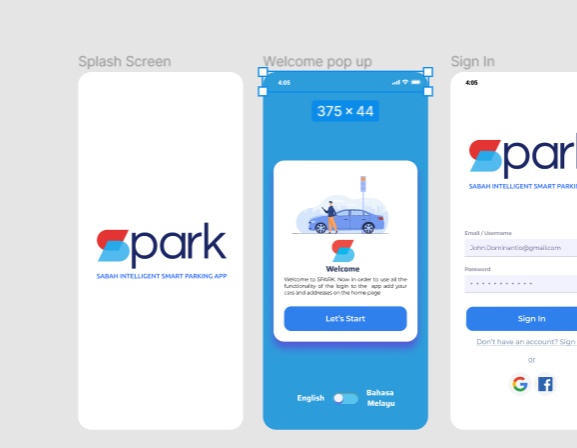 Splash Screen
Welcome pop up
Sign In
4:05
4:05
375 × 44
Spark
SABAH INTELLIGENT SMART PARKING APP
Welcome
Welcome to SPARK. Now in order to use all the
functionality of the login to the app add your
cars and addresses on the home page
Let's Start
English
Bahasa
Melayu
Spark
SABAH INTELLIGENT SMART PARKIN
Email / Username
John.Dominantio@gmail.com
Password
Sign In
Don't have an account? Sign
or